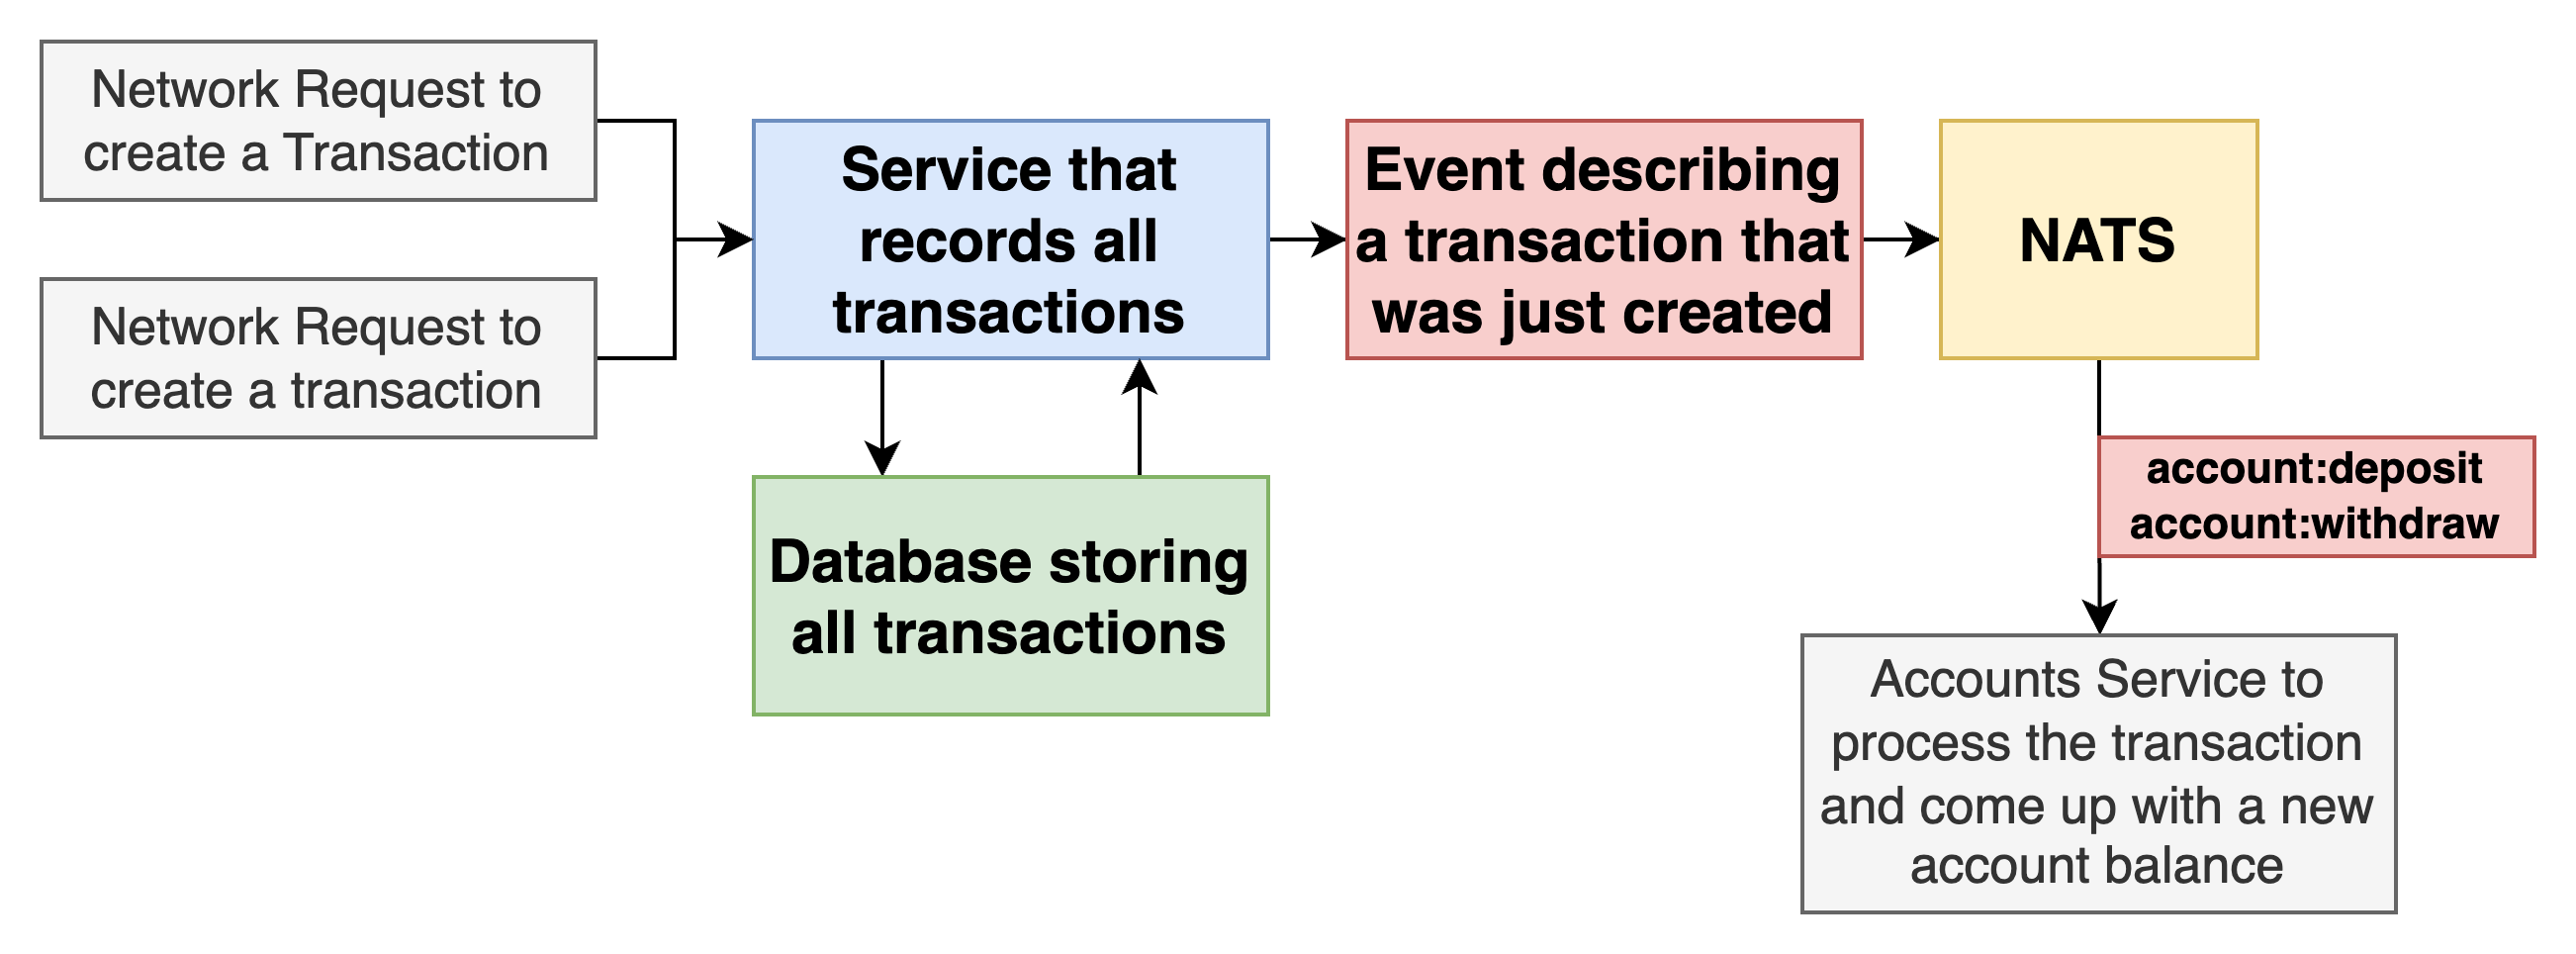 Network Request to
create a Transaction
Network Request to
create a transaction
Service that
records all
transactions
Event describing
a transaction that
was just created
NATS
Database storing
all transactions
account:deposit
account:withdraw
Accounts Service to
process the transaction
and come up with a new
account balance